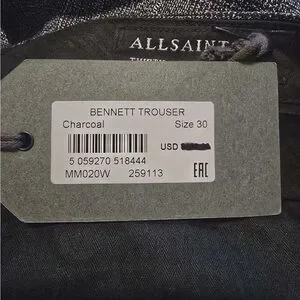 ALLSAINT
BENNETT TROUSER
Charcoal Size 30
USD
5 059270 518444
MM020W 259113 EAC